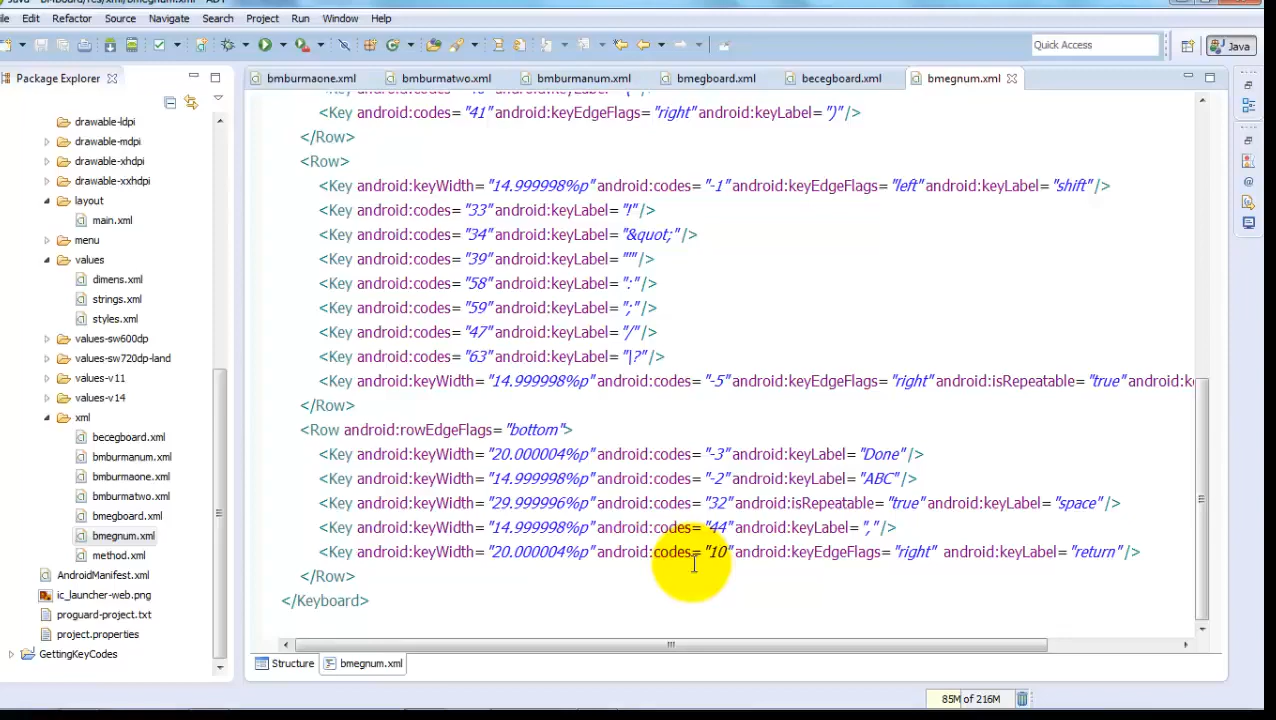 File Edit Refactor Source Navigate Search Project Run Window Help
Quick Access
Java
Package Explorer
bmburmaone.xml bmburmatwo.xml bmburmanum.xml bmegboard.xml becegboard.xml bmegnum.xml
drawable-ldpi
drawable-mdpi
drawable-xhdpi
drawable-xxhdpi
layout
main.xml
menu
values
dimens.xml
strings.xml
styles.xml
values-sw600dp
values-sw720dp-land
values-v11
values-v14
xml
becegboard.xml
bmburmanum.xml
bmburmaone.xml
bmburmatwo.xml
bmegboard.xml
bmegnum.xml
method.xml
AndroidManifest.xml
ic_launcher-web.png
proguard-project.txt
project.properties
GettingKeyCodes
<Key android:codes="41" android:keyEdgeFlags="right"android:keyLabel=")"/>
</Row>
<Row>
<Key android:keyWidth="14.999998%p"android:codes="-1"android:keyEdgeFlags="left"android:keyLabel="shift"/>
<Key android:codes="33"android:keyLabel="!"/>
<Key android:codes="34"android:keyLabel="&quot;"/>
<Key android:codes="39"android:keyLabel="'"/>
<Key android:codes="58"android:keyLabel=":"/>
<Key android:codes="59"android:keyLabel=";"/>
<Key android:codes="47"android:keyLabel="/"/>
<Key android:codes="63"android:keyLabel="|?"/>
<Key android:keyWidth="14.999998%p"android:codes="-5"android:keyEdgeFlags="right"android:isRepeatable="true"android:k
</Row>
<Row android:rowEdgeFlags="bottom">
<Key android:keyWidth="20.000004%p"android:codes="-3"android:keyLabel="Done"/>
<Key android:keyWidth="14.999998%p"android:codes="-2"android:keyLabel="ABC"/>
<Key android:keyWidth="29.999996%p"android:codes="32"android:isRepeatable="true"android:keyLabel="space"/>
<Key android:keyWidth="14.999998%p"android:codes="44"android:keyLabel=","/>
<Key android:keyWidth="20.000004%p"android:codes="10"android:keyEdgeFlags="right" android:keyLabel="return"/>
</Row>
</Keyboard>
Structure bmegnum.xml
85M of 216M